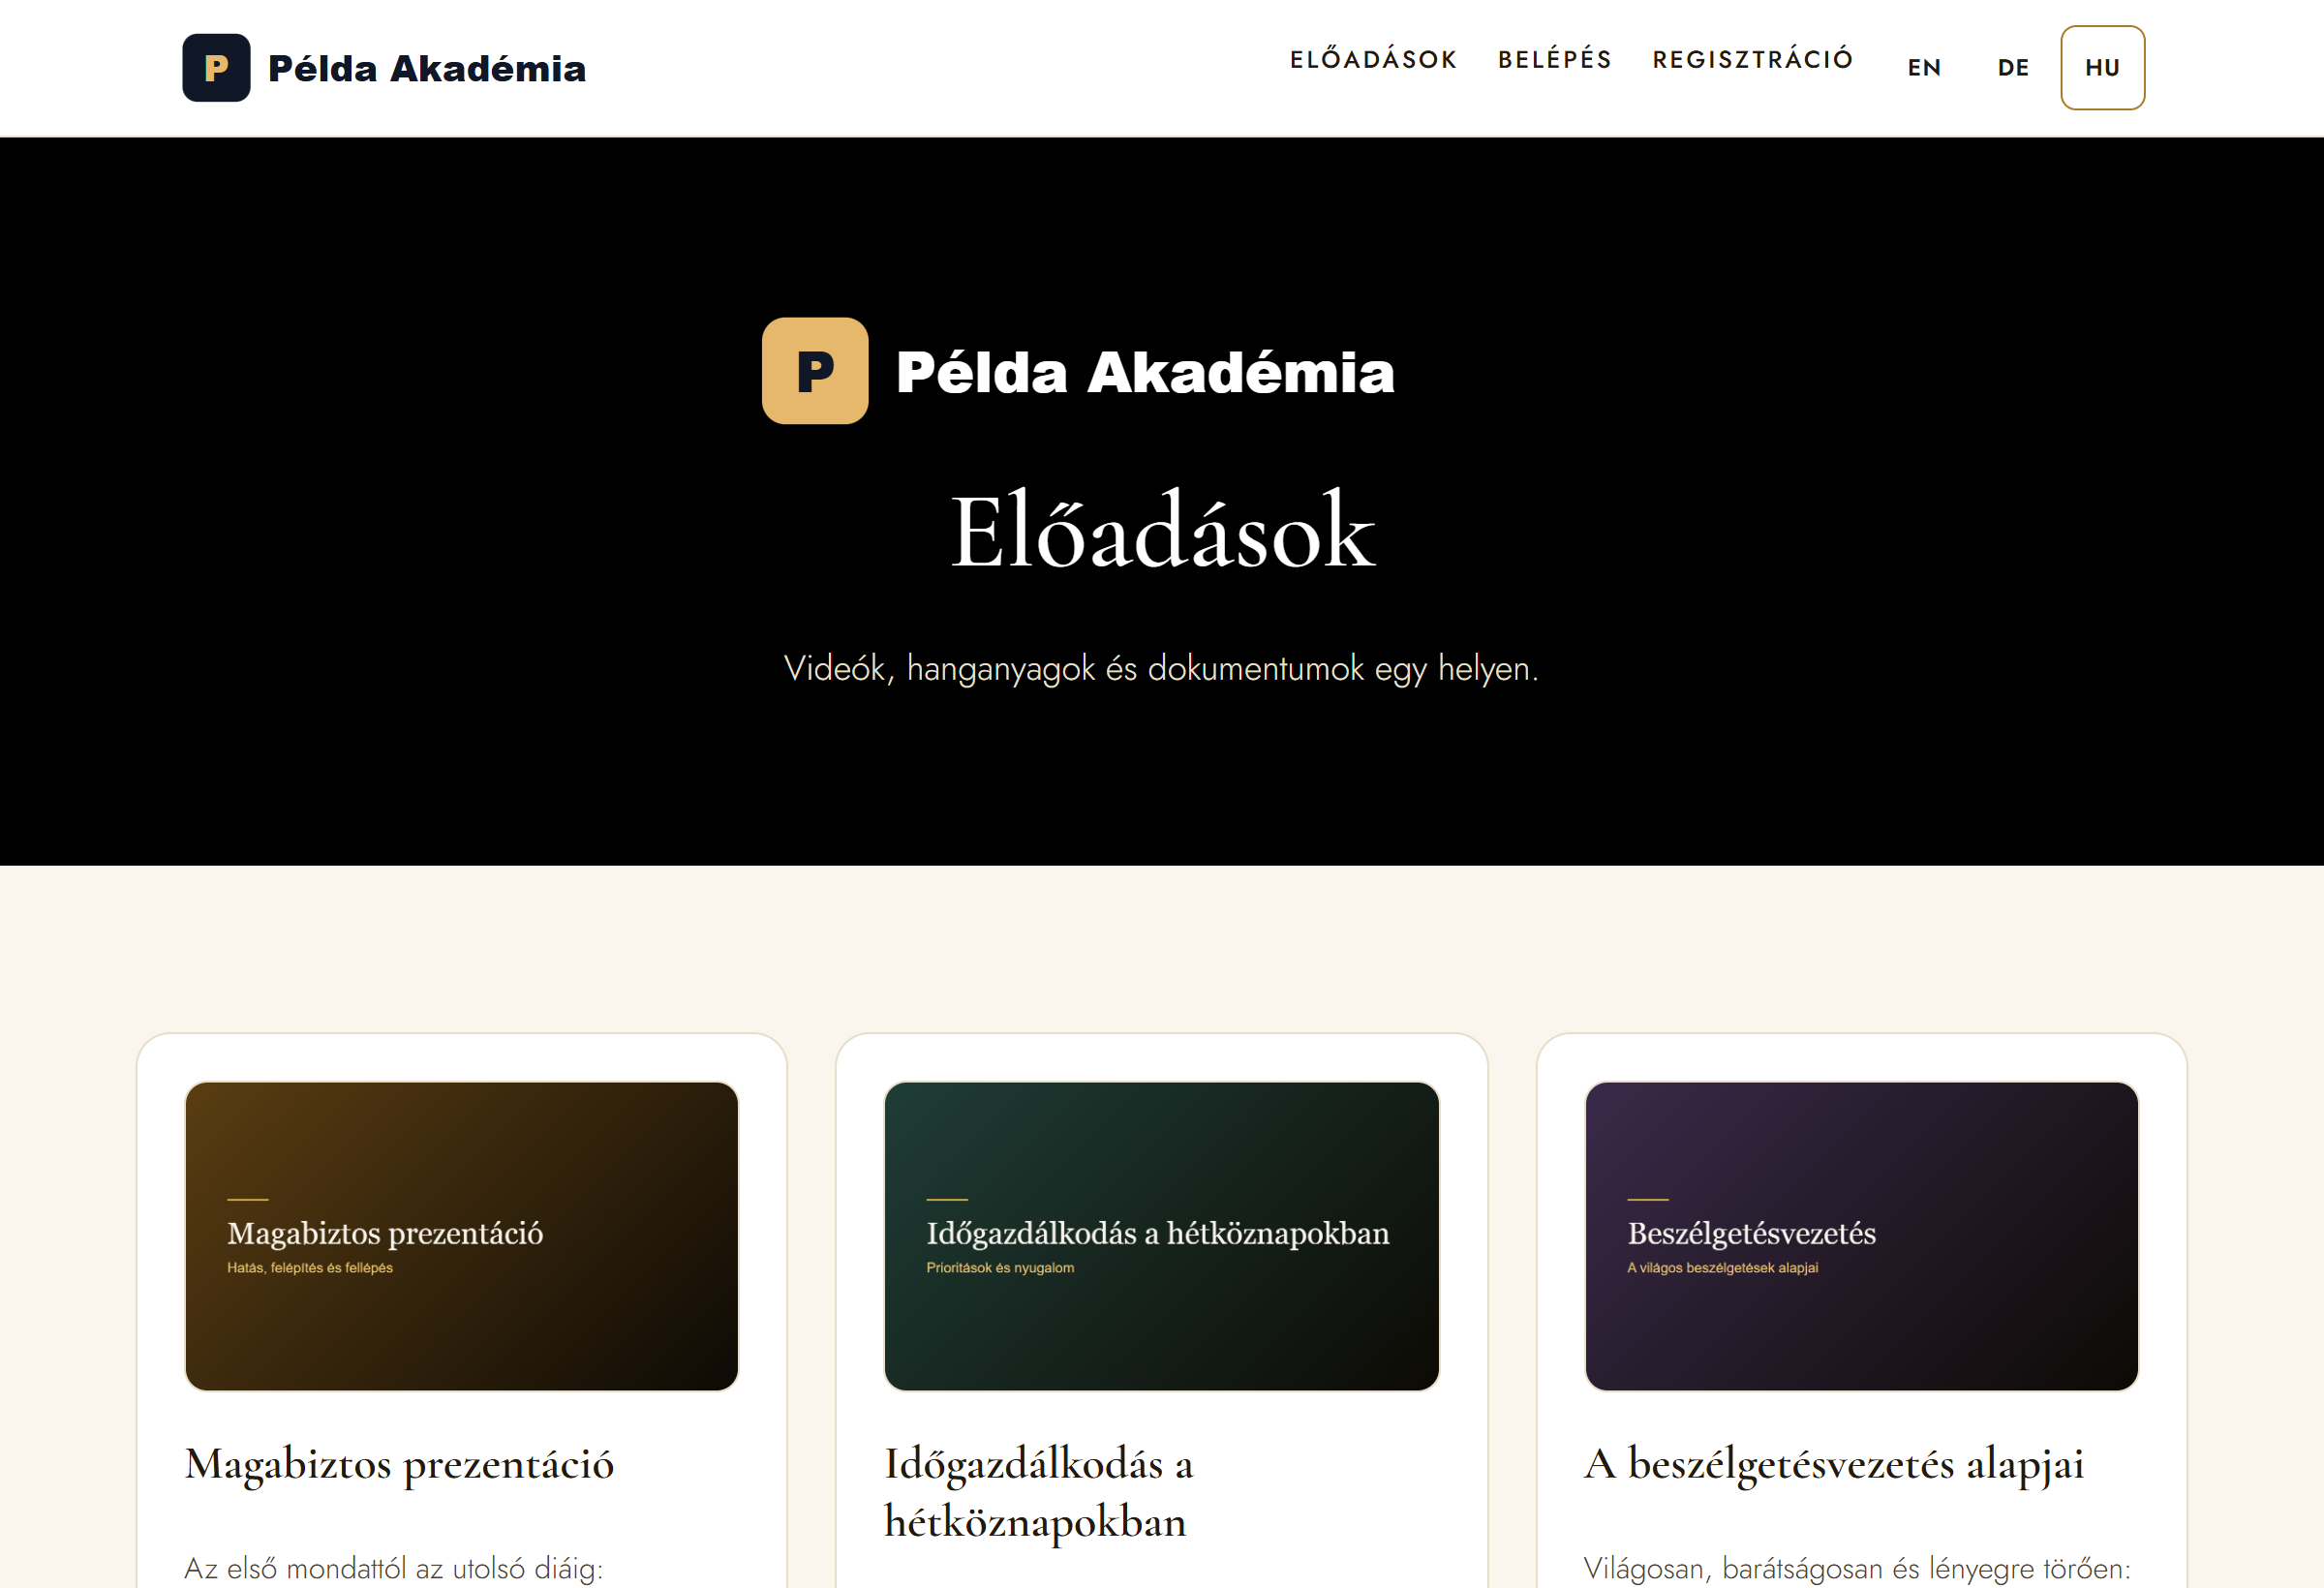 P Példa Akadémia
ELŐADÁSOK BELÉPÉS REGISZTRÁCIÓ EN DE HU
P Példa Akadémia
Előadások
Videók, hanganyagok és dokumentumok egy helyen.
Magabiztos prezentáció
Hatás, felépítés és fellépés
Magabiztos prezentáció
Az első mondattól az utolsó diáig:
Időgazdálkodás a hétköznapokban
Prioritások és nyugalom
Időgazdálkodás a
hétköznapokban
Beszélgetésvezetés
A világos beszélgetések alapjai
A beszélgetésvezetés alapjai
Világosan, barátságosan és lényegre törően: